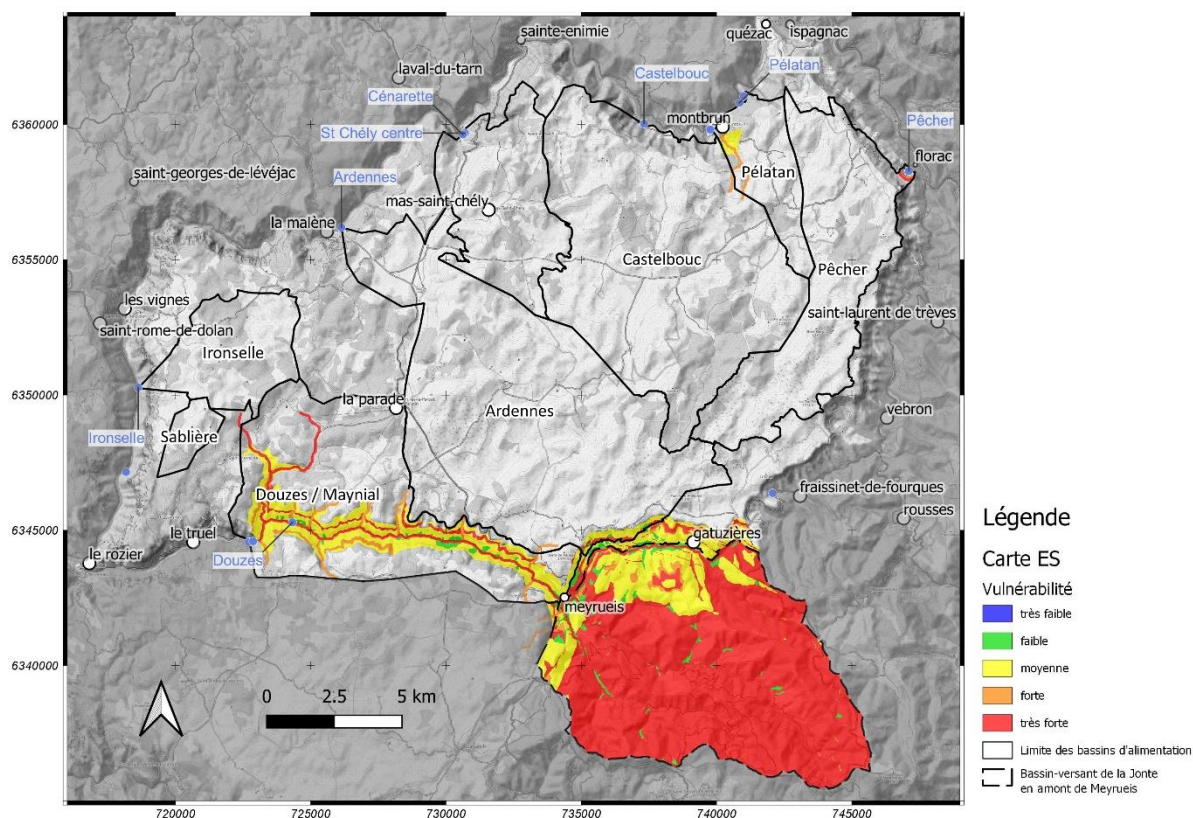 sainte-enimie
quézac
ispagnac
laval-du-tarn
Castelbouc
Pélatan
Cénarette
6360000
montbrun
St Chély centre
Pêcher
florac
saint-georges-de-lévéjac
Pélatan
Ardennes
mas-saint-chély
la malène
6355000
Castelbouc
Pêcher
les vignes
saint-laurent de trèves
saint-rome-de-dolan
Ironselle
6350000
la parade
Ardennes
vebron
Ironselle
Sablière
Douzes / Maynial
fraissinet-de-fourques
rousses
6345000
le truel
gatuzières
le rozier
Douzes
meyrueis
6340000
0 2.5 5 km
720000 725000 730000 735000 740000 745000
Légende
Carte ES
Vulnérabilité
très faible
faible
moyenne
forte
très forte
Limite des bassins d'alimentation
Bassin-versant de la Jonte
en amont de Meyrueis